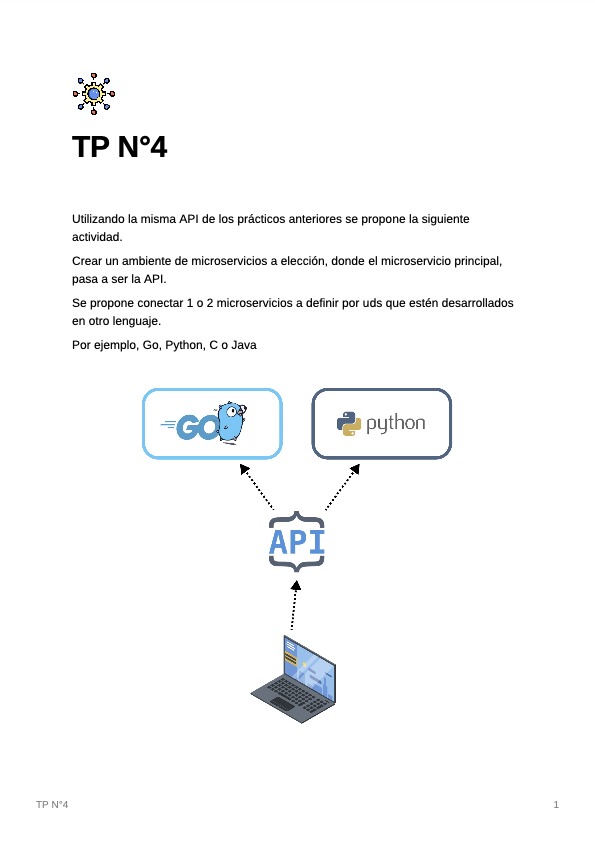 TP N°4
Utilizando la misma API de los prácticos anteriores se propone la siguiente
actividad.
Crear un ambiente de microservicios a elección, donde el microservicio principal,
pasa a ser la API.
Se propone conectar 1 o 2 microservicios a definir por uds que estén desarrollados
en otro lenguaje.
Por ejemplo, Go, Python, C o Java
GO
python
API
TP N°4
1